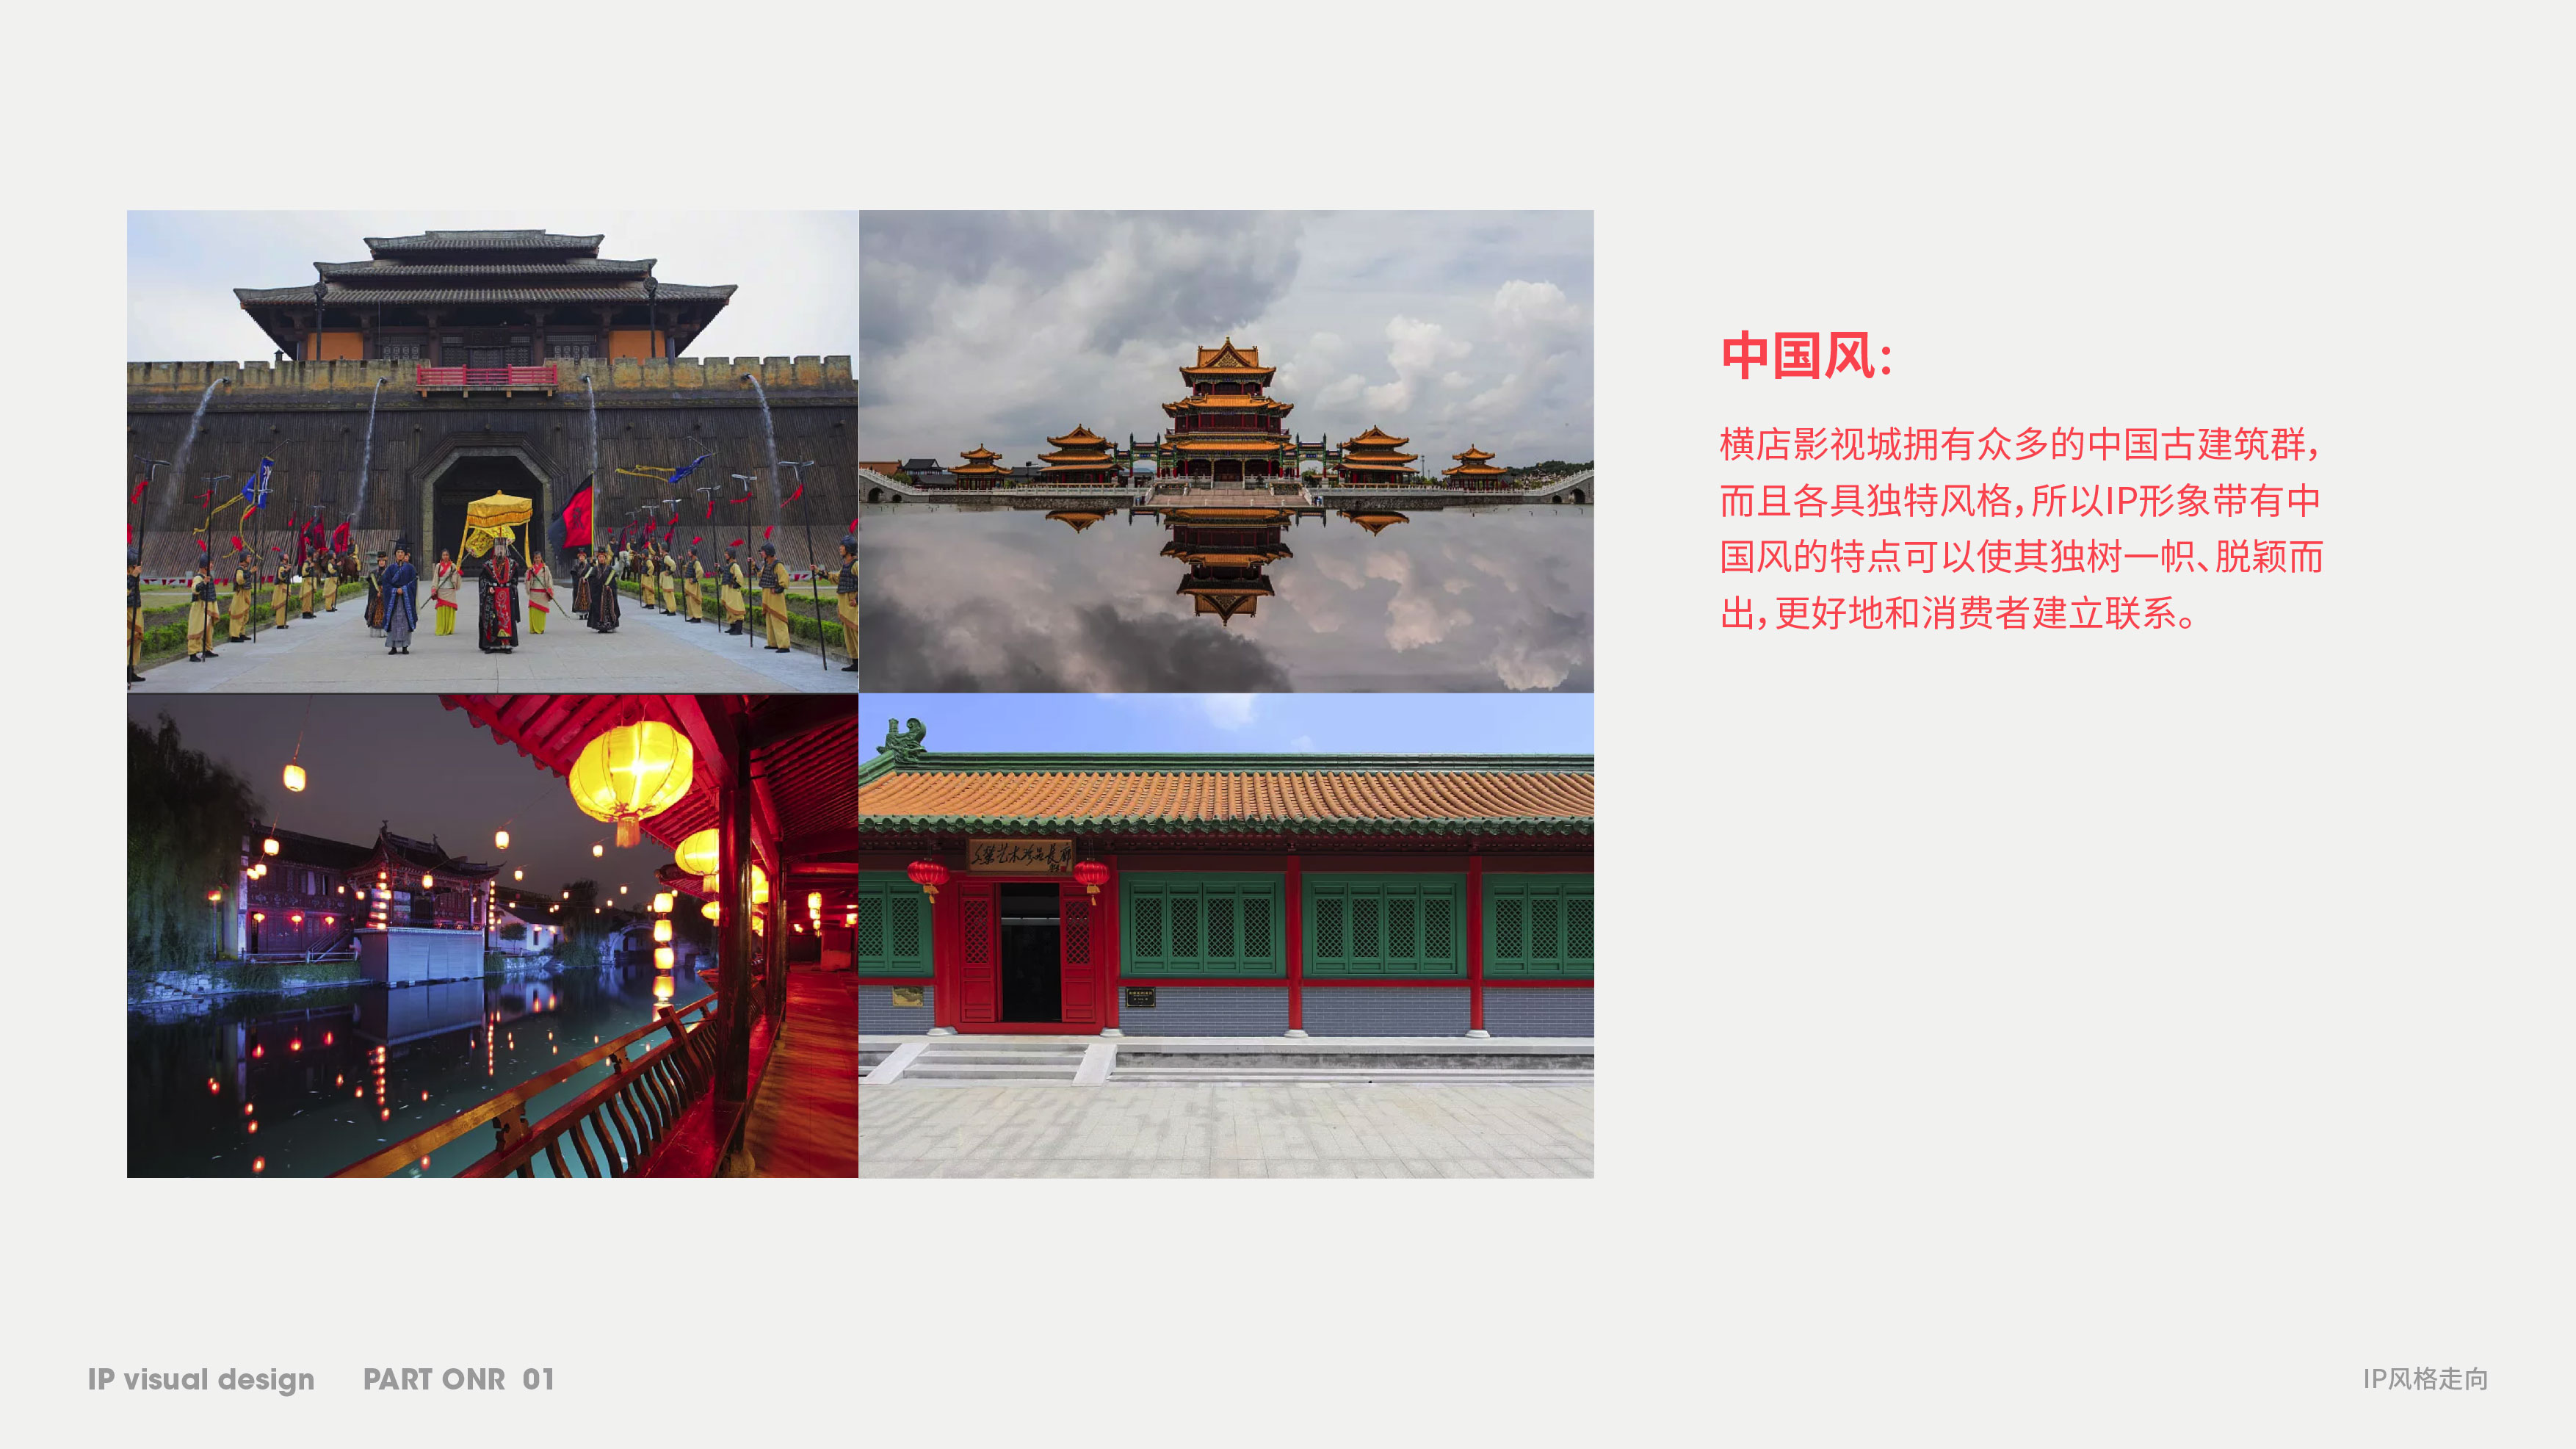 中国风：
横店影视城拥有众多的中国古建筑群，
而且各具独特风格，所以IP形象带有中
国风的特点可以使其独树一帜、脱颖而
出，更好地和消费者建立联系。
IP visual design PART ONR 01
IP风格走向